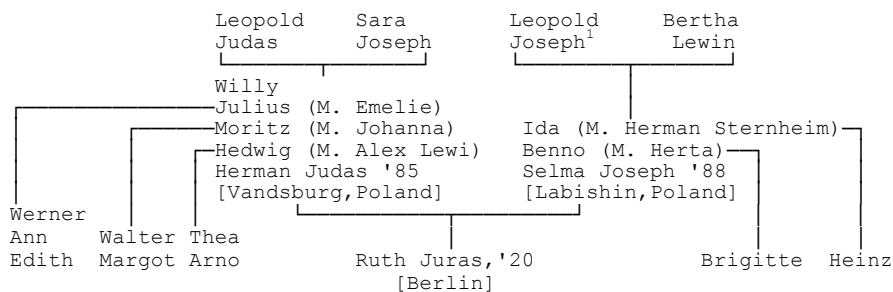 Leopold Sara Leopold Bertha
Judas Joseph Joseph¹ Lewin
Willy
Julius (M. Emelie)
Moritz (M. Johanna) Ida (M. Herman Sternheim)
Hedwig (M. Alex Lewi) Benno (M. Herta)
Herman Judas '85 Selma Joseph '88
[Vandsburg,Poland] [Labishin,Poland]
Werner
Ann Walter Thea
Edith Margot Arno Ruth Juras,'20 Brigitte Heinz
[Berlin]